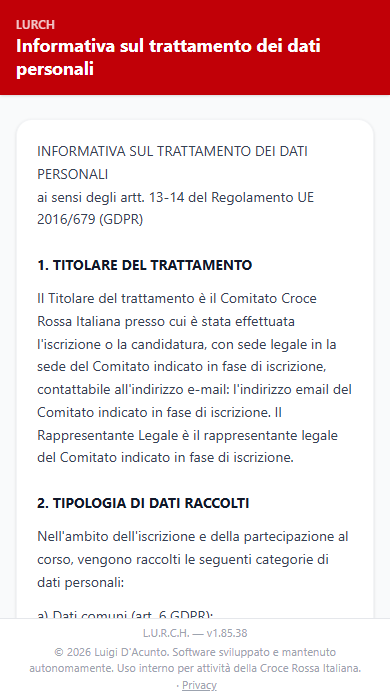 LURCH
Informativa sul trattamento dei dati
personali
INFORMATIVA SUL TRATTAMENTO DEI DATI
PERSONALI
ai sensi degli artt. 13-14 del Regolamento UE
2016/679 (GDPR)
1. TITOLARE DEL TRATTAMENTO
Il Titolare del trattamento è il Comitato Croce
Rossa Italiana presso cui è stata effettuata
l'iscrizione o la candidatura, con sede legale in la
sede del Comitato indicato in fase di iscrizione,
contattabile all'indirizzo e-mail: l'indirizzo email del
Comitato indicato in fase di iscrizione. Il
Rappresentante Legale è il rappresentante legale
del Comitato indicato in fase di iscrizione.
2. TIPOLOGIA DI DATI RACCOLTI
Nell'ambito dell'iscrizione e della partecipazione al
corso, vengono raccolti le seguenti categorie di
dati personali:
a) Dati comuni (art. 6 GDPR):
L.U.R.C.H. — v1.85.38
© 2026 Luigi D'Acunto. Software sviluppato e mantenuto
autonomamente. Uso interno per attività della Croce Rossa Italiana.
· Privacy